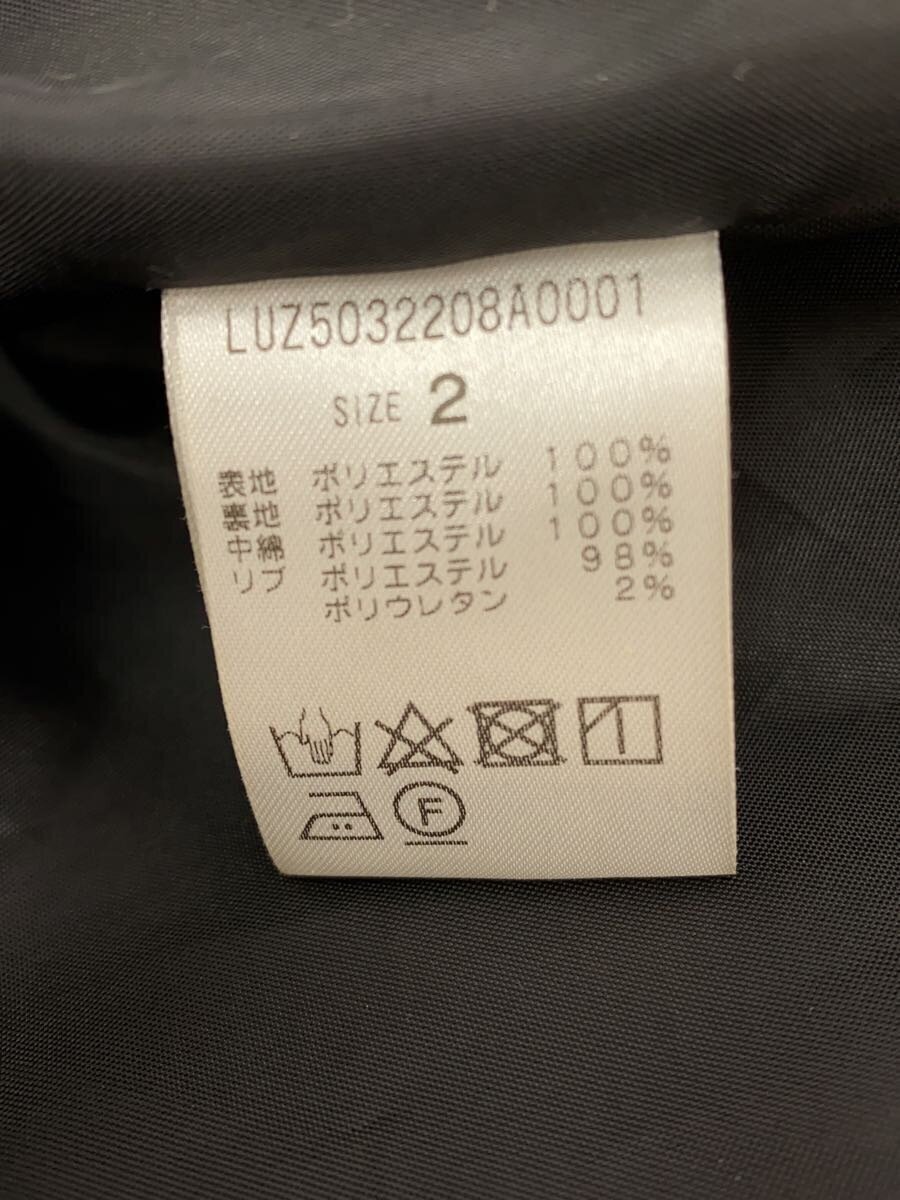 LUZ5032208A0001
SIZE 2
表地 ポリエステル 100%
裏地 ポリエステル 100%
中綿 ポリエステル 100%
リブ ポリエステル 98%
ポリウレタン 2%
F